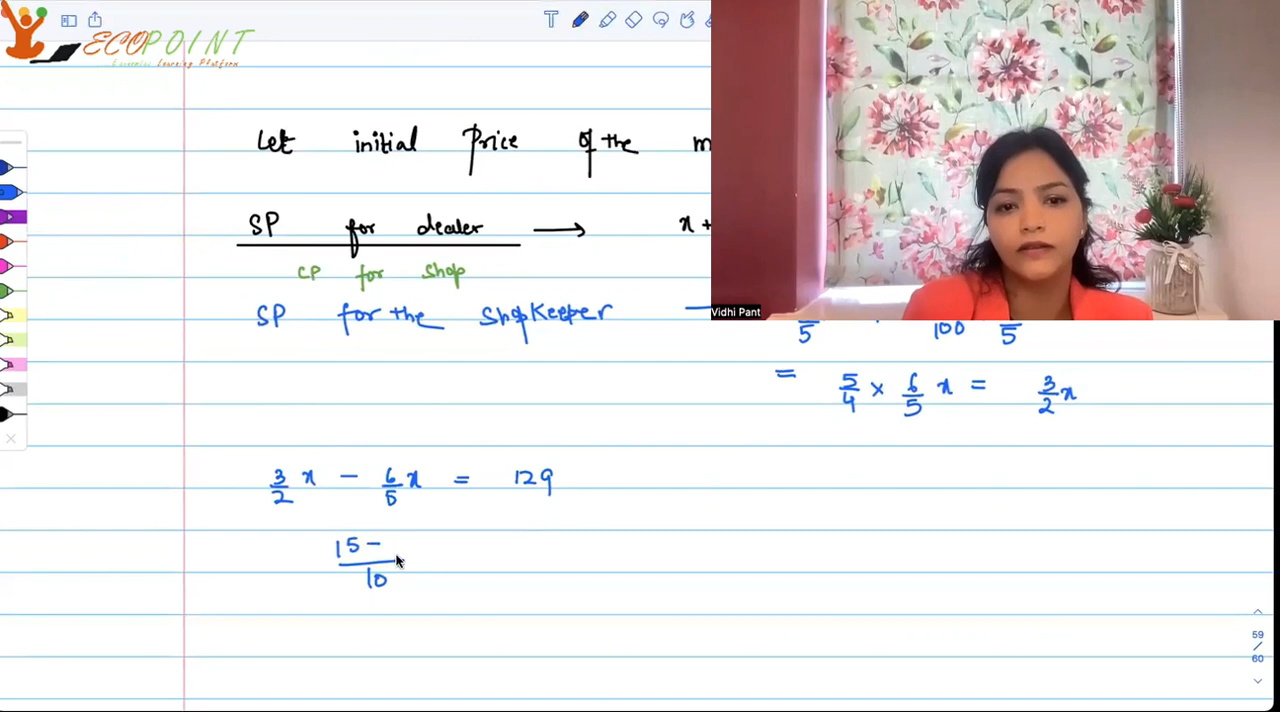 ECOPOINT
Let initial Price of the m
SP for dealer → x +
CP for Shop
SP for the ShopKeeper —
5 100 5
= 5/4 × 6/5 x = 3/2 x
3/2 x - 6/5 x = 129
15 -
10
Vidhi Pant
59
/
60